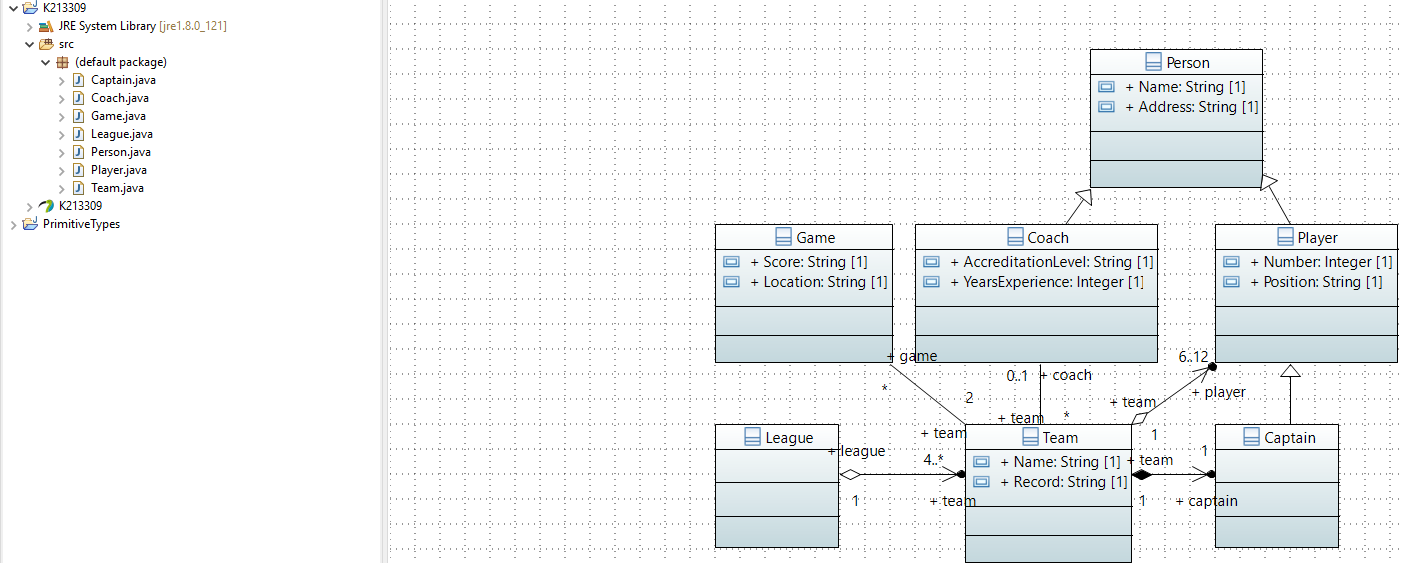 K213309
JRE System Library [jre1.8.0_121]
src
(default package)
Captain.java
Coach.java
Game.java
League.java
Person.java
Player.java
Team.java
K213309
PrimitiveTypes
Person
+ Name: String [1]
+ Address: String [1]
Game
+ Score: String [1]
+ Location: String [1]
Coach
+ AccreditationLevel: String [1]
+ YearsExperience: Integer [1]
Player
+ Number: Integer [1]
+ Position: String [1]
+ game
*
2
+ team
0..1
+ coach
+ team
*
6..12
+ player
+ team
1
League
+ league
1
4..*
+ team
Team
+ Name: String [1]
+ Record: String [1]
+ team
1
1
+ captain
Captain